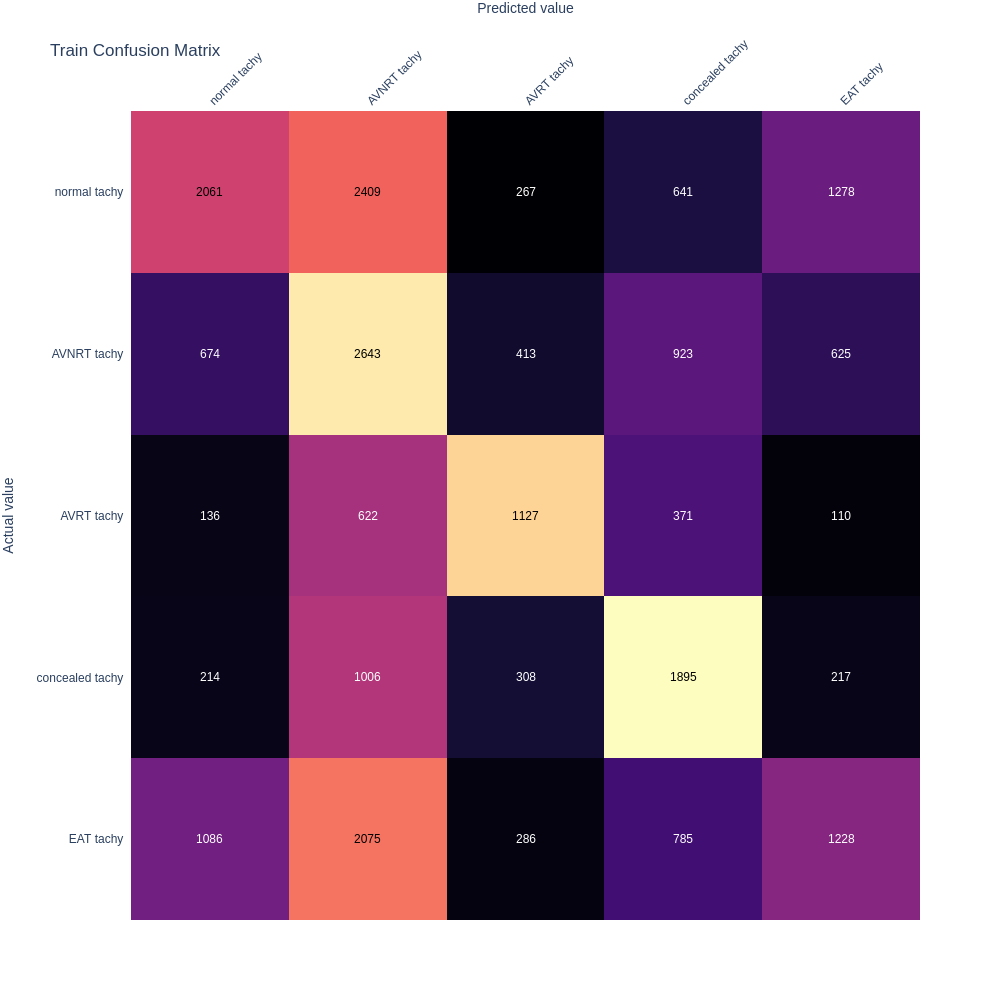 Predicted value
Train Confusion Matrix
normal tachy AVNRT tachy AVRT tachy concealed tachy EAT tachy
normal tachy 2061 2409 267 641 1278
AVNRT tachy 674 2643 413 923 625
AVRT tachy 136 622 1127 371 110
concealed tachy 214 1006 308 1895 217
EAT tachy 1086 2075 286 785 1228
Actual value